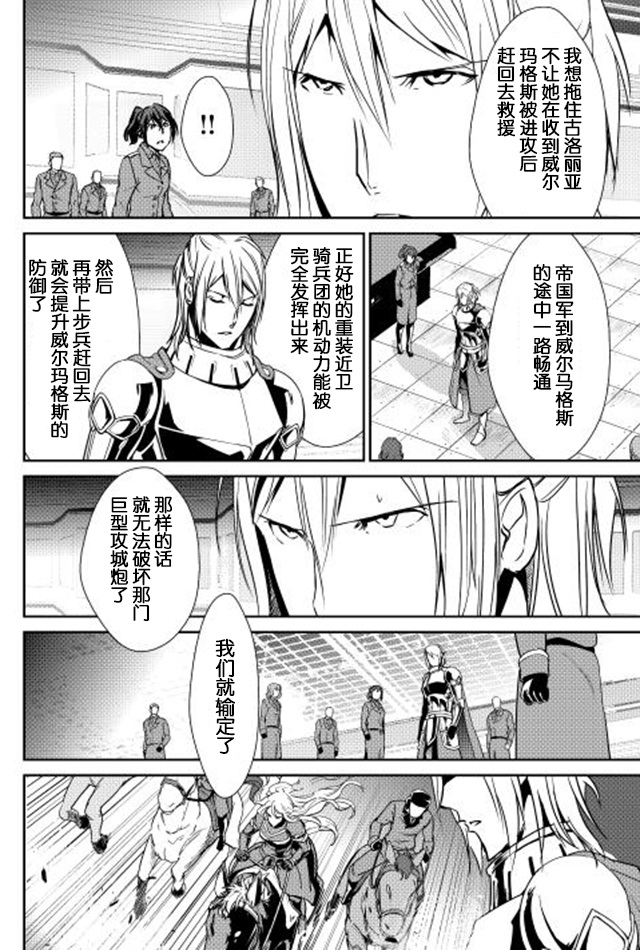 我想拖住古洛丽亚
不让她在收到威尔
玛格斯被进攻后
赶回去救援
!!
帝国军到威尔马格斯
的途中一路畅通
正好她的重装近卫
骑兵团的机动力能被
完全发挥出来
然后
再带上步兵赶回去
就会提升威尔玛格斯的
防御了
那样的话
就无法破坏那门
巨型攻城炮了
我们就输定了